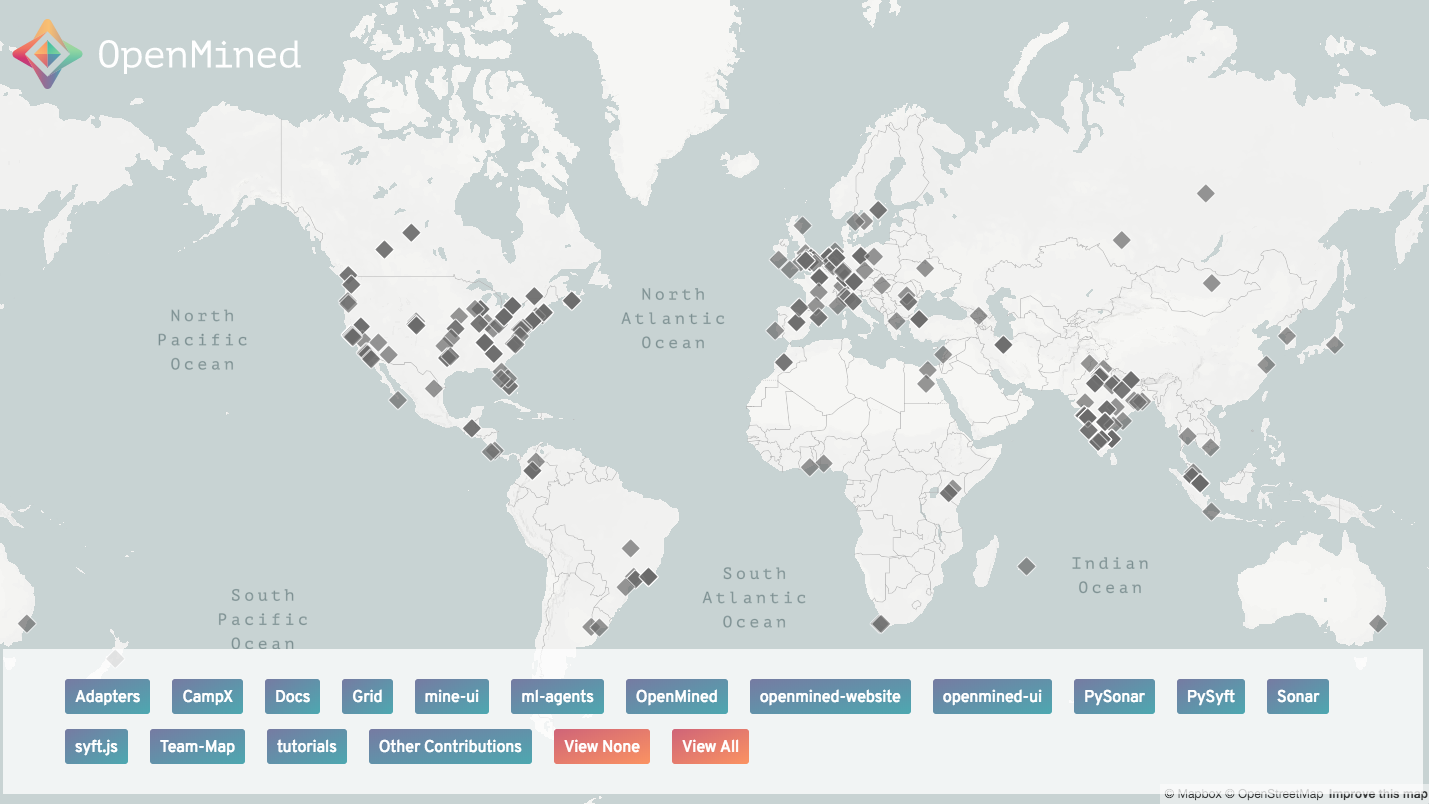 OpenMined
North
Pacific
Ocean
North
Atlantic
Ocean
South
Pacific
Ocean
South
Atlantic
Ocean
Indian
Ocean
Adapters CampX Docs Grid mine-ui ml-agents OpenMined openmined-website openmined-ui PySonar PySyft Sonar
syft.js Team-Map tutorials Other Contributions View None View All
© Mapbox © OpenStreetMap Improve this map